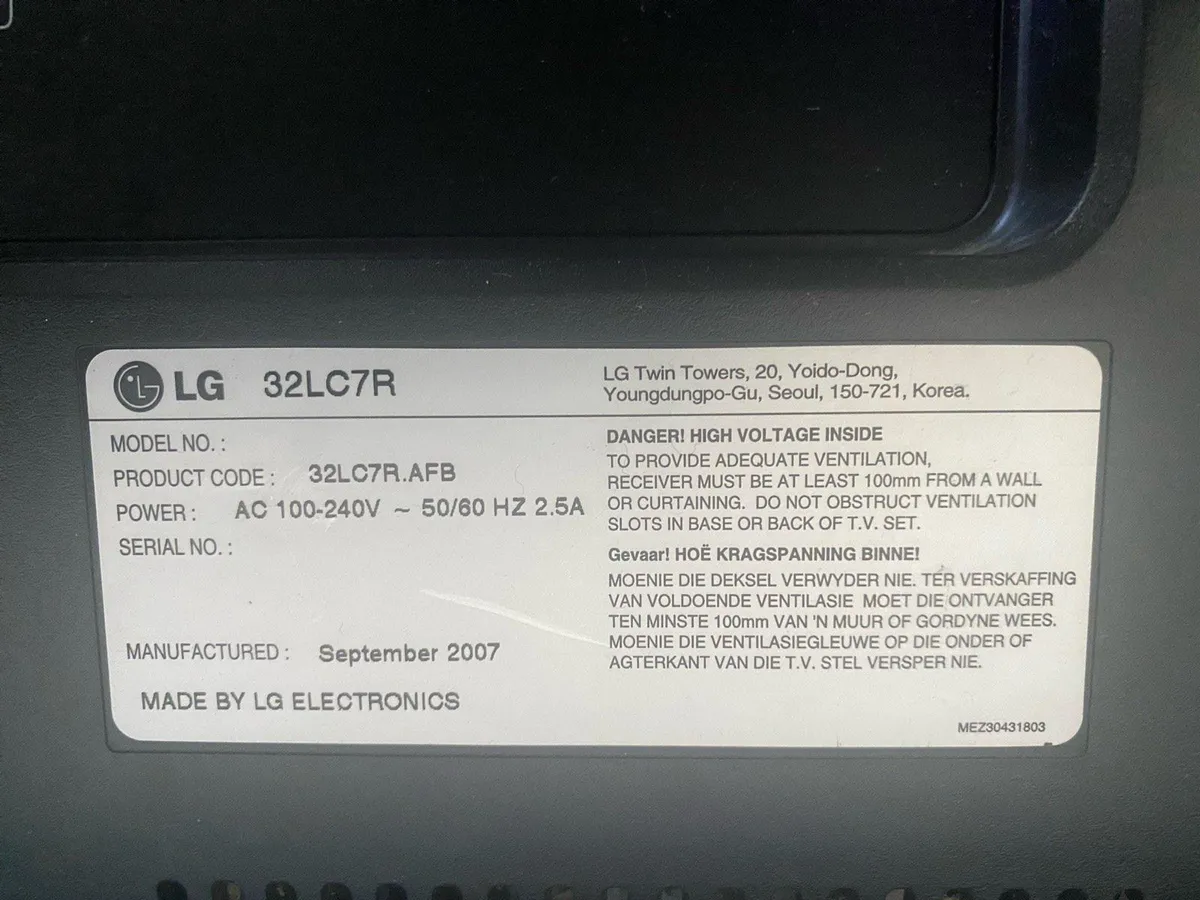 LG 32LC7R
LG Twin Towers, 20, Yoido-Dong,
Youngdungpo-Gu, Seoul, 150-721, Korea.
MODEL NO. :
PRODUCT CODE : 32LC7R.AFB
POWER : AC 100-240V ~ 50/60 HZ 2.5A
SERIAL NO. :
MANUFACTURED : September 2007
MADE BY LG ELECTRONICS
DANGER! HIGH VOLTAGE INSIDE
TO PROVIDE ADEQUATE VENTILATION,
RECEIVER MUST BE AT LEAST 100mm FROM A WALL
OR CURTAINING. DO NOT OBSTRUCT VENTILATION
SLOTS IN BASE OR BACK OF T.V. SET.
Gevaar! HOË KRAGSPANNING BINNE!
MOENIE DIE DEKSEL VERWYDER NIE. TER VERSKAFFING
VAN VOLDOENDE VENTILASIE MOET DIE ONTVANGER
TEN MINSTE 100mm VAN 'N MUUR OF GORDYNE WEES.
MOENIE DIE VENTILASIEGLEUWE OP DIE ONDER OF
AGTERKANT VAN DIE T.V. STEL VERSPER NIE.
MEZ30431803